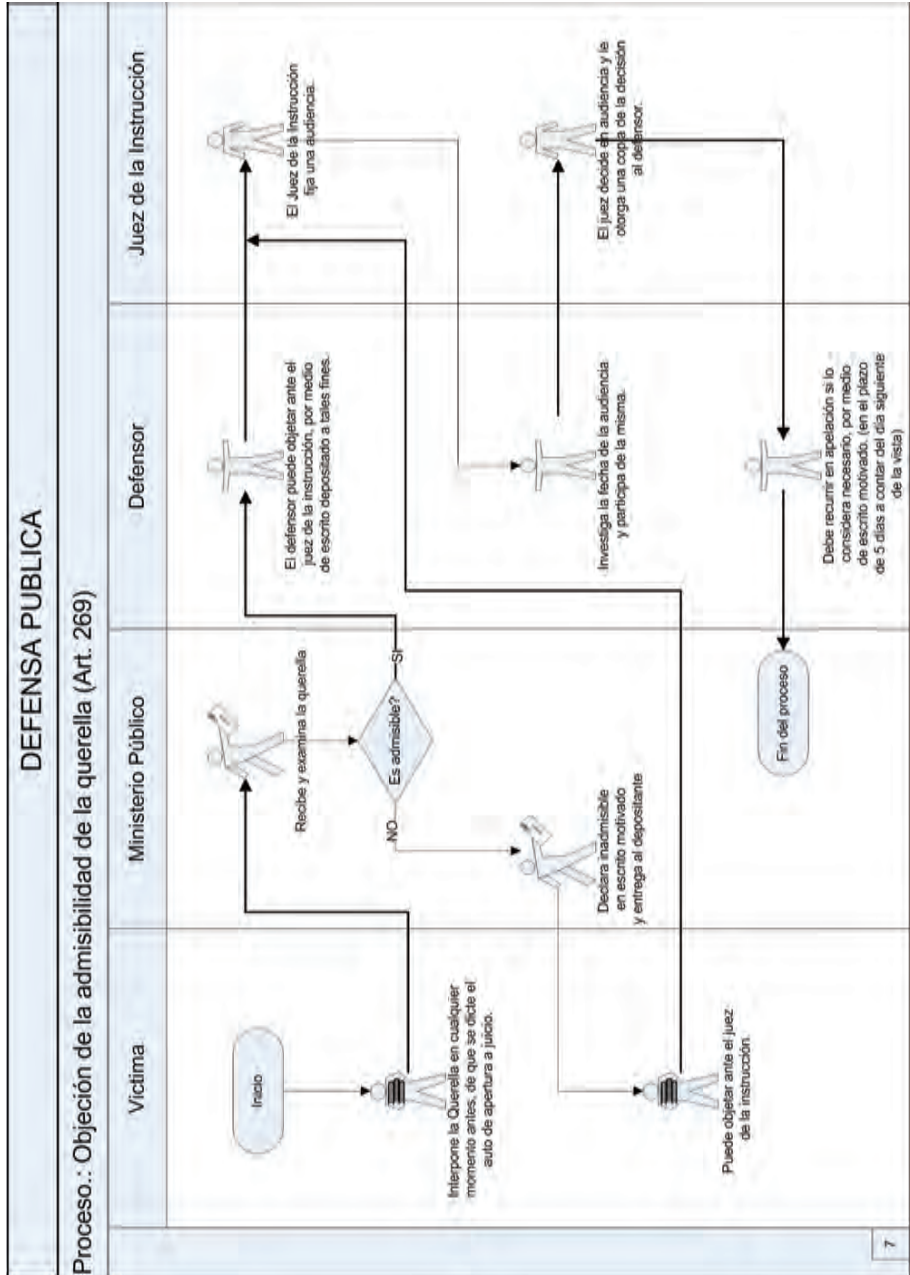 DEFENSA PUBLICA
Proceso.: Objeción de la admisibilidad de la querella (Art. 269)
Víctima
Ministerio Público
Defensor
Juez de la Instrucción
Inicio
Interpone la Querella en cualquier
momento antes, de que se dicte el
auto de apertura a juicio.
Recibe y examina la querella
Es admisible?
SI
NO
El defensor puede objetar ante el
juez de la instrucción, por medio
de escrito depositado a tales fines.
El Juez de la Instrucción
fija una audiencia.
Declara inadmisible
en escrito motivado
y entrega al depositante
Puede objetar ante el juez
de la instrucción.
Investiga la fecha de la audiencia
y participa de la misma.
El juez decide en audiencia y le
otorga una copia de la decisión
al defensor.
Debe recurrir en apelación si lo
considera necesario, por medio
de escrito motivado. (en el plazo
de 5 días a contar del día siguiente
de la vista)
Fin del proceso
7